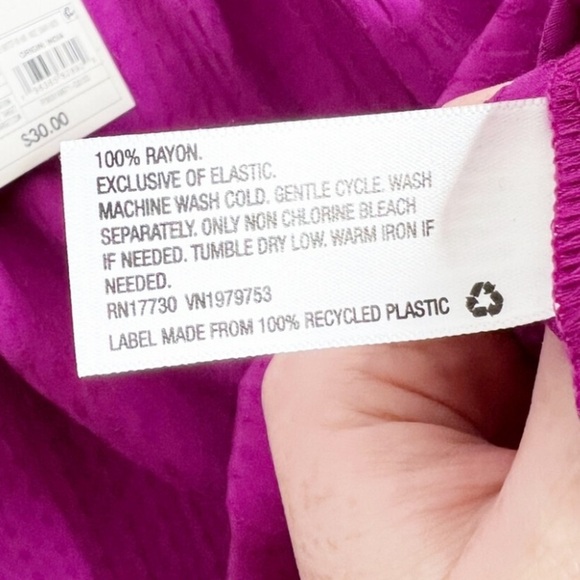 $30.00
100% RAYON.
EXCLUSIVE OF ELASTIC.
MACHINE WASH COLD. GENTLE CYCLE. WASH
SEPARATELY. ONLY NON CHLORINE BLEACH
IF NEEDED. TUMBLE DRY LOW. WARM IRON IF
NEEDED.
RN17730 VN1979753
LABEL MADE FROM 100% RECYCLED PLASTIC